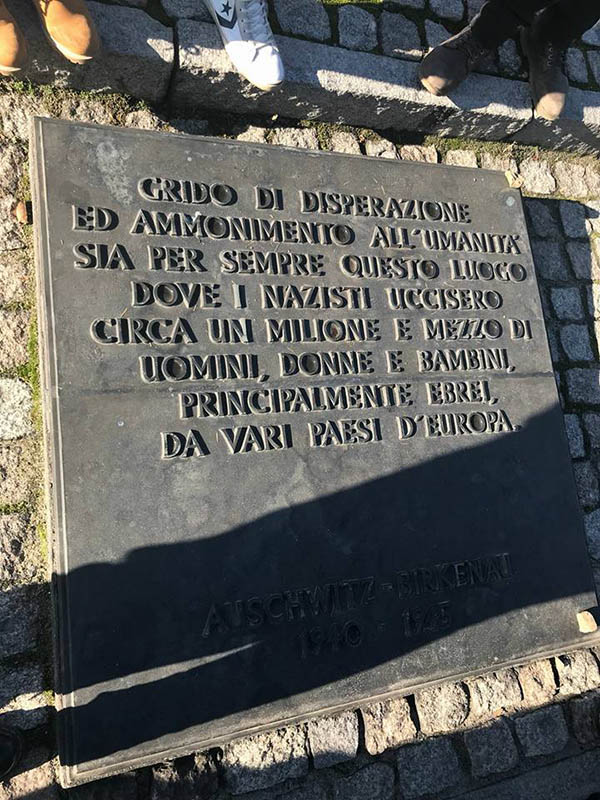 GRIDO DI DISPERAZIONE
ED AMMONIMENTO ALL'UMANITÀ
SIA PER SEMPRE QUESTO LUOGO
DOVE I NAZISTI UCCISERO
CIRCA UN MILIONE E MEZZO DI
UOMINI, DONNE E BAMBINI,
PRINCIPALMENTE EBREI,
DA VARI PAESI D'EUROPA.
AUSCHWITZ-BIRKENAU
1940 - 1945